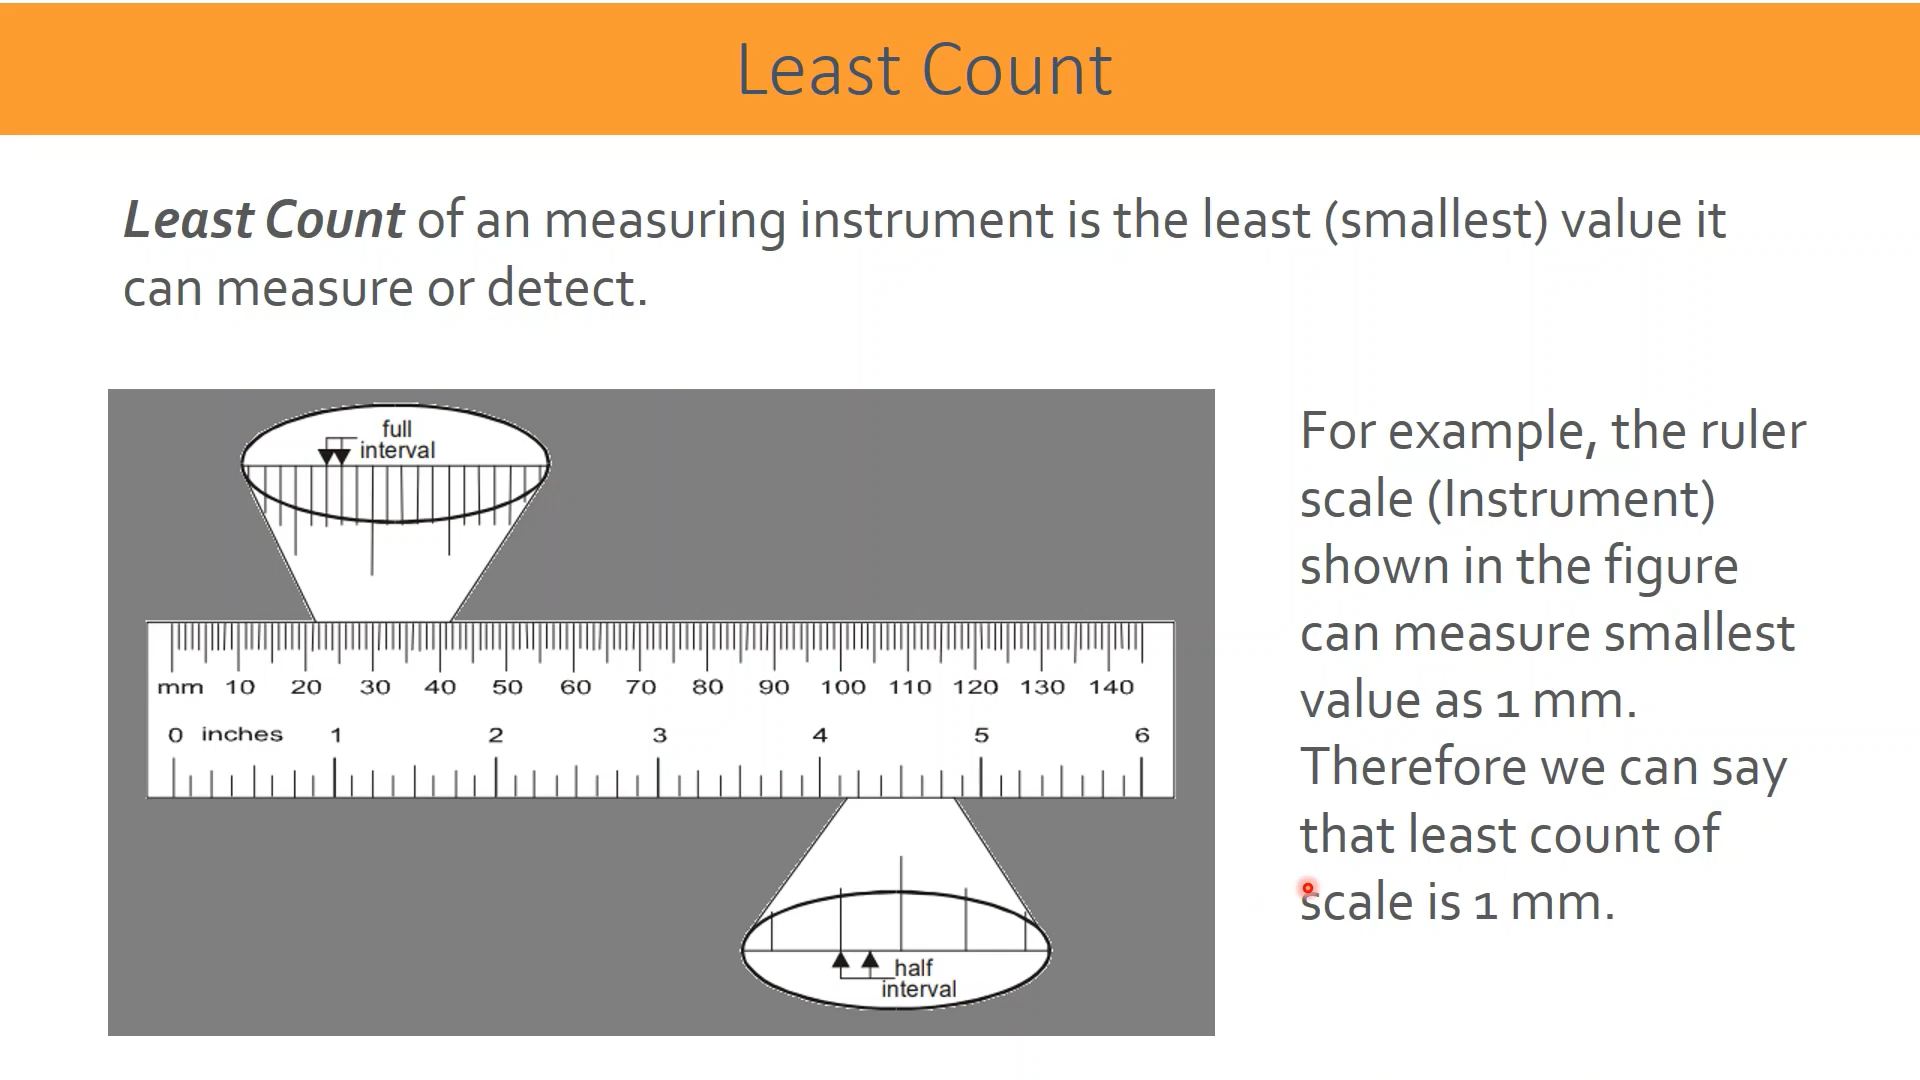 Least Count
Least Count of an measuring instrument is the least (smallest) value it
can measure or detect.
full
interval
mm 10 20 30 40 50 60 70 80 90 100 110 120 130 140
0 inches 1 2 3 4 5 6
half
interval
For example, the ruler
scale (Instrument)
shown in the figure
can measure smallest
value as 1 mm.
Therefore we can say
that least count of
scale is 1 mm.